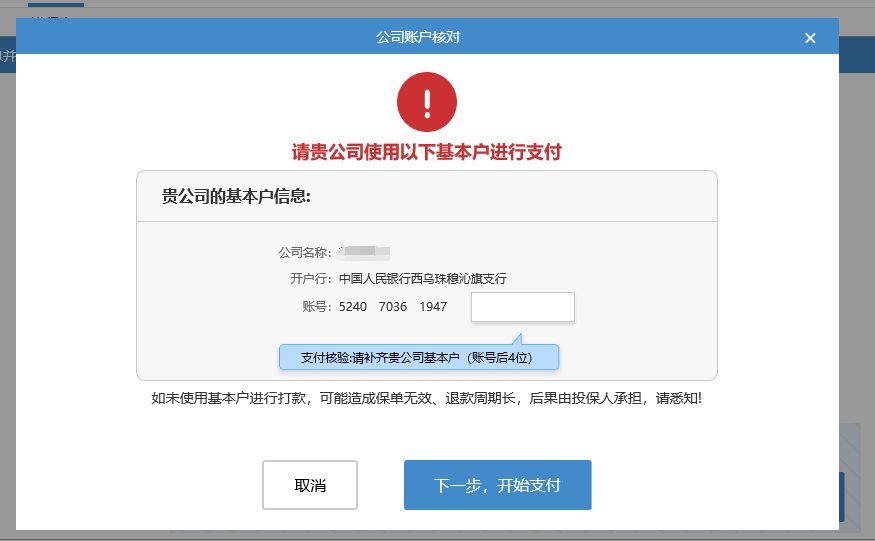 公司账户核对
请贵公司使用以下基本户进行支付
贵公司的基本户信息:
公司名称:
开户行: 中国人民银行西乌珠穆沁旗支行
账号: 5240 7036 1947
支付核验:请补齐贵公司基本户（账号后4位）
如未使用基本户进行打款，可能造成保单无效、退款周期长，后果由投保人承担，请悉知!
取消
下一步，开始支付